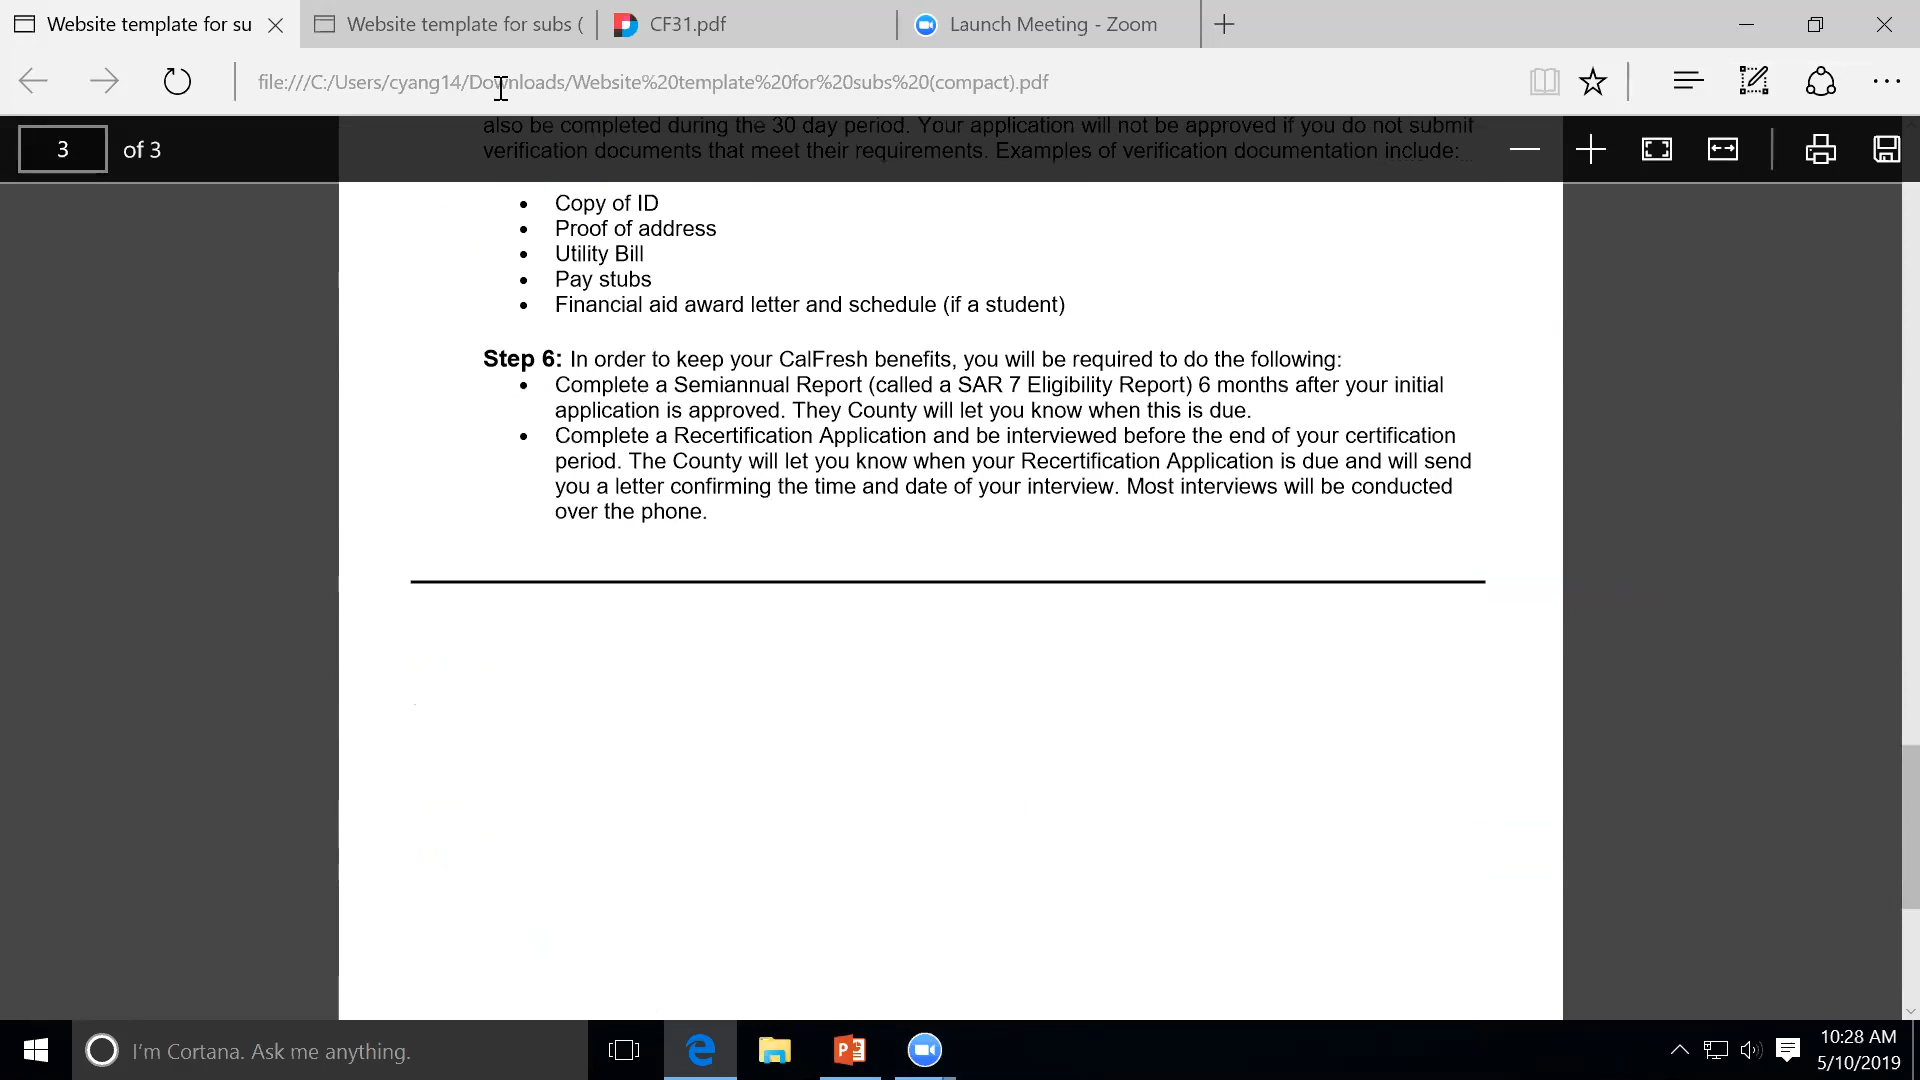 Website template for su
Website template for subs (
CF31.pdf
Launch Meeting - Zoom
file:///C:/Users/cyang14/Downloads/Website%20template%20for%20subs%20(compact).pdf
3 of 3
also be completed during the 30 day period. Your application will not be approved if you do not submit
verification documents that meet their requirements. Examples of verification documentation include:
• Copy of ID
• Proof of address
• Utility Bill
• Pay stubs
• Financial aid award letter and schedule (if a student)
Step 6: In order to keep your CalFresh benefits, you will be required to do the following:
• Complete a Semiannual Report (called a SAR 7 Eligibility Report) 6 months after your initial
application is approved. They County will let you know when this is due.
• Complete a Recertification Application and be interviewed before the end of your certification
period. The County will let you know when your Recertification Application is due and will send
you a letter confirming the time and date of your interview. Most interviews will be conducted
over the phone.
I'm Cortana. Ask me anything.
10:28 AM
5/10/2019